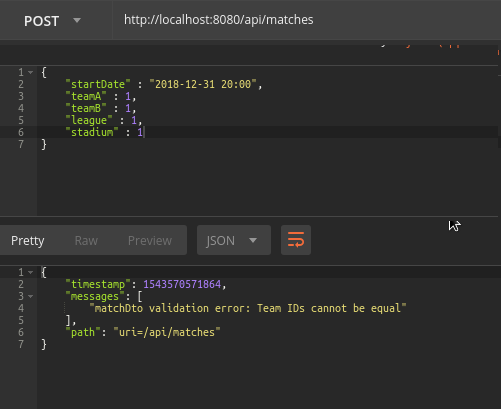 POST http://localhost:8080/api/matches
1 {
2 "startDate" : "2018-12-31 20:00",
3 "teamA" : 1,
4 "teamB" : 1,
5 "league" : 1,
6 "stadium" : 1
7 }
Pretty Raw Preview JSON
1 {
2 "timestamp": 1543570571864,
3 "messages": [
4 "matchDto validation error: Team IDs cannot be equal"
5 ],
6 "path": "uri=/api/matches"
7 }